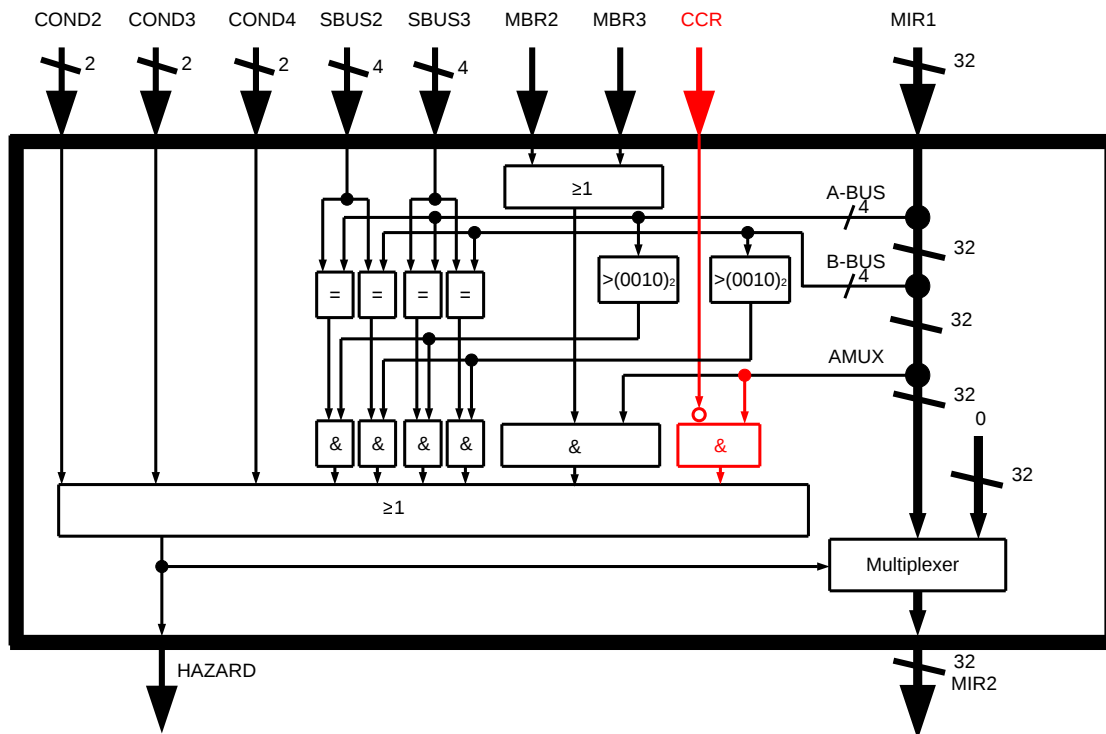 COND2 COND3 COND4 SBUS2 SBUS3 MBR2 MBR3 CCR MIR1
2 2 2 4 4 32
≥1
A-BUS
4
32
B-BUS
4
>(0010)₂ >(0010)₂
= = = =
32
AMUX
32
0
& & & & & &
32
≥1
Multiplexer
HAZARD
32
MIR2